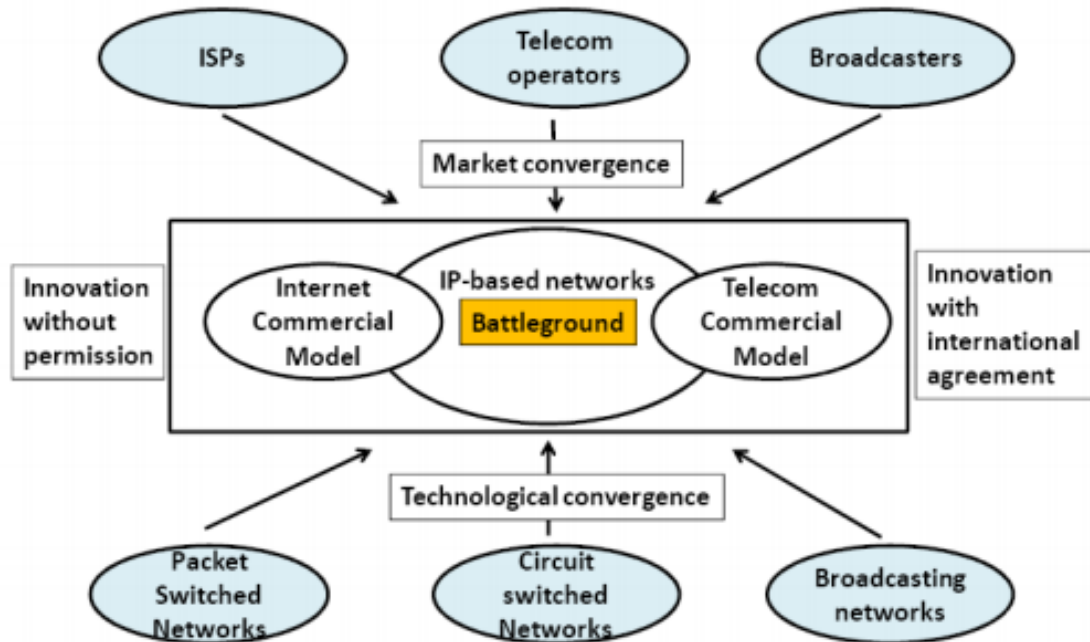 ISPs
Telecom
operators
Broadcasters
Market convergence
Innovation
without
permission
Internet
Commercial
Model
IP-based networks
Battleground
Telecom
Commercial
Model
Innovation
with
international
agreement
Technological convergence
Packet
Switched
Networks
Circuit
switched
Networks
Broadcasting
networks